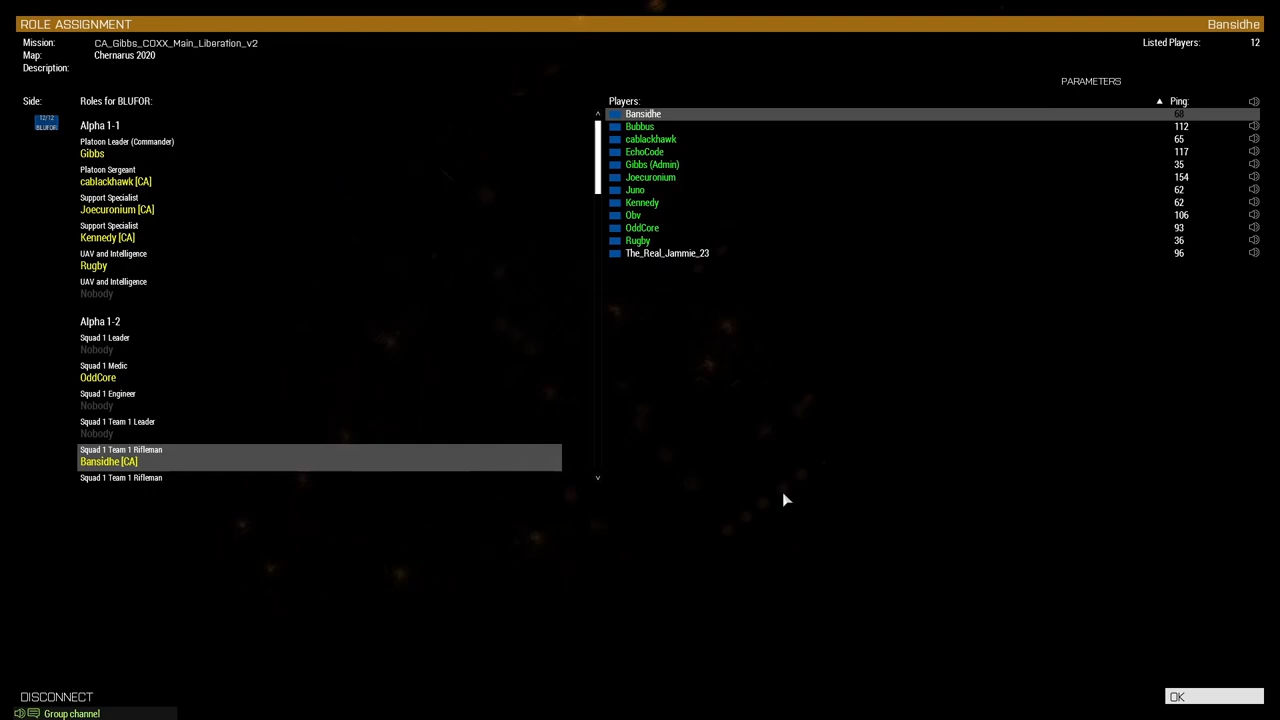 ROLE ASSIGNMENT Bansidhe
Mission: CA_Gibbs_COXX_Main_Liberation_v2 Listed Players: 12
Map: Chernarus 2020
Description:
PARAMETERS
Side: Roles for BLUFOR: Players: Ping:
12/12
BLUFOR
Alpha 1-1
Platoon Leader (Commander)
Gibbs
Platoon Sergeant
cablackhawk [CA]
Support Specialist
Joecuronium [CA]
Support Specialist
Kennedy [CA]
UAV and Intelligence
Rugby
UAV and Intelligence
Nobody
Alpha 1-2
Squad 1 Leader
Nobody
Squad 1 Medic
OddCore
Squad 1 Engineer
Nobody
Squad 1 Team 1 Leader
Nobody
Squad 1 Team 1 Rifleman
Bansidhe [CA]
Squad 1 Team 1 Rifleman
Bansidhe 68
Bubbus 112
cablackhawk 65
EchoCode 117
Gibbs (Admin) 35
Joecuronium 154
Juno 62
Kennedy 62
Obv 106
OddCore 93
Rugby 36
The_Real_Jammie_23 96
DISCONNECT OK
Group channel